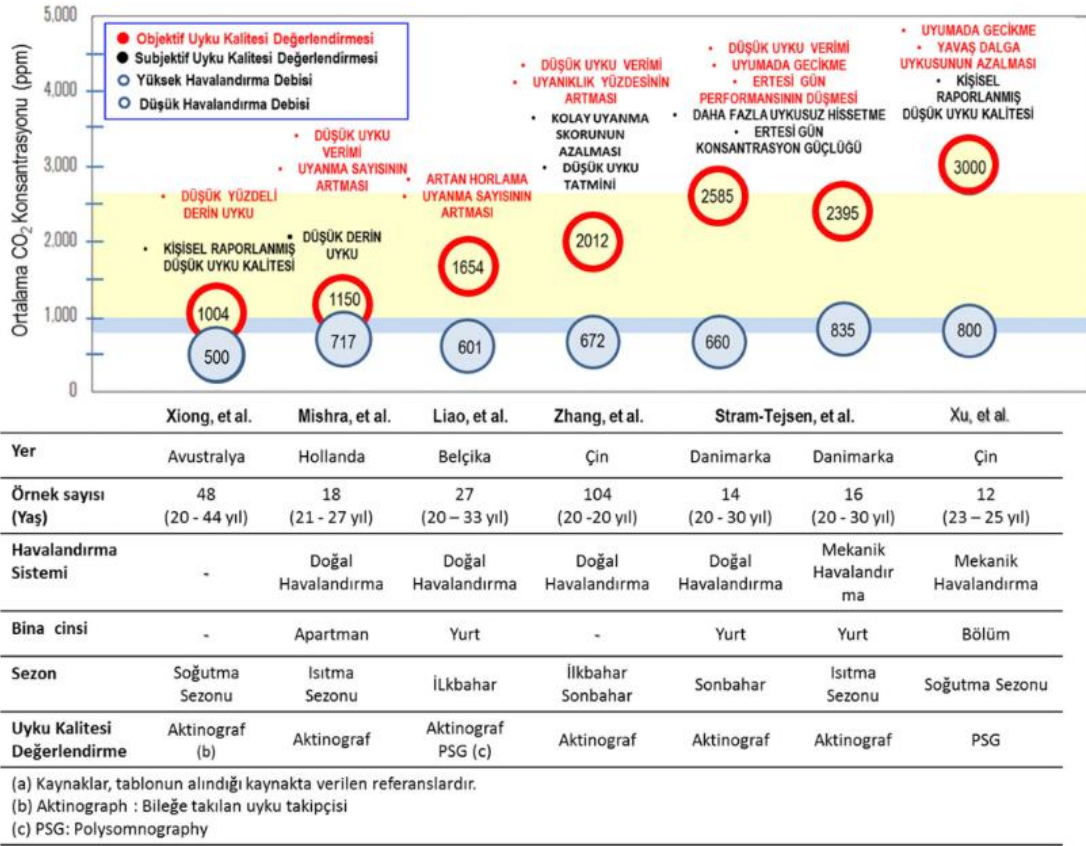 5,000
4,000
3.000
2.000
1,000
0
Ortalama CO2 Konsantrasyonu (ppm)
Objektif Uyku Kalitesi Değerlendirmesi
Subjektif Uyku Kalitesi Değerlendirmesi
Yüksek Havalandırma Debisi
Düşük Havalandırma Debisi
• DÜŞÜK YÜZDELİ
DERİN UYKU
• KİŞİSEL RAPORLANMIŞ
DÜŞÜK UYKU KALİTESİ
1004
500
• DÜŞÜK UYKU
VERİMİ
• UYANMA SAYISININ
ARTMASI
• DÜŞÜK DERİN
UYKU
1150
717
• ARTAN HORLAMA
• UYANMA SAYISININ
ARTMASI
1654
601
• DÜŞÜK UYKU VERİMİ
• UYANIKLIK YÜZDESİNİN
ARTMASI
• KOLAY UYANMA
SKORUNUN
AZALMASI
• DÜŞÜK UYKU
TATMİNİ
2012
672
• DÜŞÜK UYKU VERİMİ
• UYUMADA GECİKME
• ERTESİ GÜN
PERFORMANSININ DÜŞMESİ
• DAHA FAZLA UYKUSUZ HİSSETME
• ERTESİ GÜN
KONSANTRASYON GÜÇLÜĞÜ
2585
660
2395
835
• UYUMADA GECİKME
• YAVAŞ DALGA
UYKUSUNUN AZALMASI
• KİŞİSEL
RAPORLANMIŞ
DÜŞÜK UYKU KALİTESİ
3000
800
Xiong, et al. Mishra, et al. Liao, et al. Zhang, et al. Stram-Tejsen, et al. Xu, et al.
Yer Avustralya Hollanda Belçika Çin Danimarka Danimarka Çin
Örnek sayısı 48 18 27 104 14 16 12
(Yaş) (20 - 44 yıl) (21 - 27 yıl) (20 – 33 yıl) (20 -20 yıl) (20 - 30 yıl) (20 - 30 yıl) (23 – 25 yıl)
Havalandırma
Sistemi
-
Doğal
Havalandırma
Doğal
Havalandırma
Doğal
Havalandırma
Doğal
Havalandırma
Mekanik
Havalandır
ma
Mekanik
Havalandırma
Bina cinsi - Apartman Yurt - Yurt Yurt Bölüm
Sezon
Soğutma
Sezonu
Isıtma
Sezonu
İLkbahar
İlkbahar
Sonbahar
Sonbahar
Isıtma
Sezonu
Soğutma Sezonu
Uyku Kalitesi
Değerlendirme
Aktinograf
(b)
Aktinograf
Aktinograf
PSG (c)
Aktinograf
Aktinograf
Aktinograf
PSG
(a) Kaynaklar, tablonun alındığı kaynakta verilen referanslardır.
(b) Aktinograph : Bileğe takılan uyku takipçisi
(c) PSG: Polysomnography